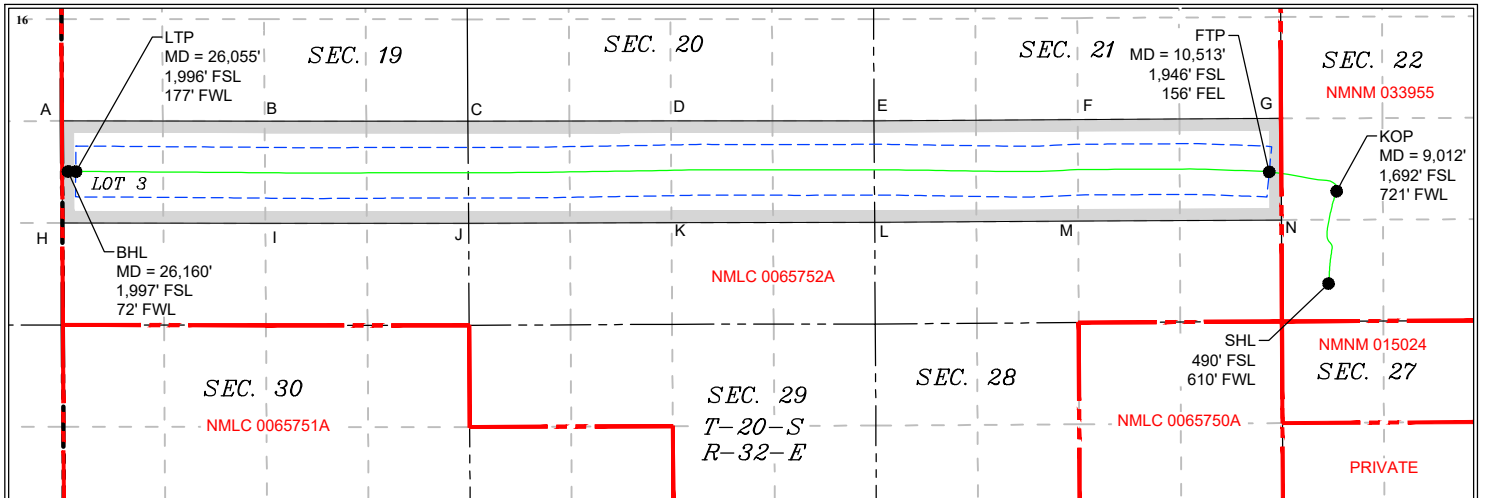 16
LTP
MD = 26,055'
1,996' FSL
177' FWL
SEC. 19
SEC. 20
SEC. 21
FTP
MD = 10,513'
1,946' FSL
156' FEL
SEC. 22
NMNM 033955
A
B
C
D
E
F
G
KOP
MD = 9,012'
1,692' FSL
721' FWL
LOT 3
H
I
J
K
L
M
N
BHL
MD = 26,160'
1,997' FSL
72' FWL
NMLC 0065752A
SHL
490' FSL
610' FWL
NMNM 015024
SEC. 27
SEC. 30
NMLC 0065751A
SEC. 29
T-20-S
R-32-E
SEC. 28
NMLC 0065750A
PRIVATE